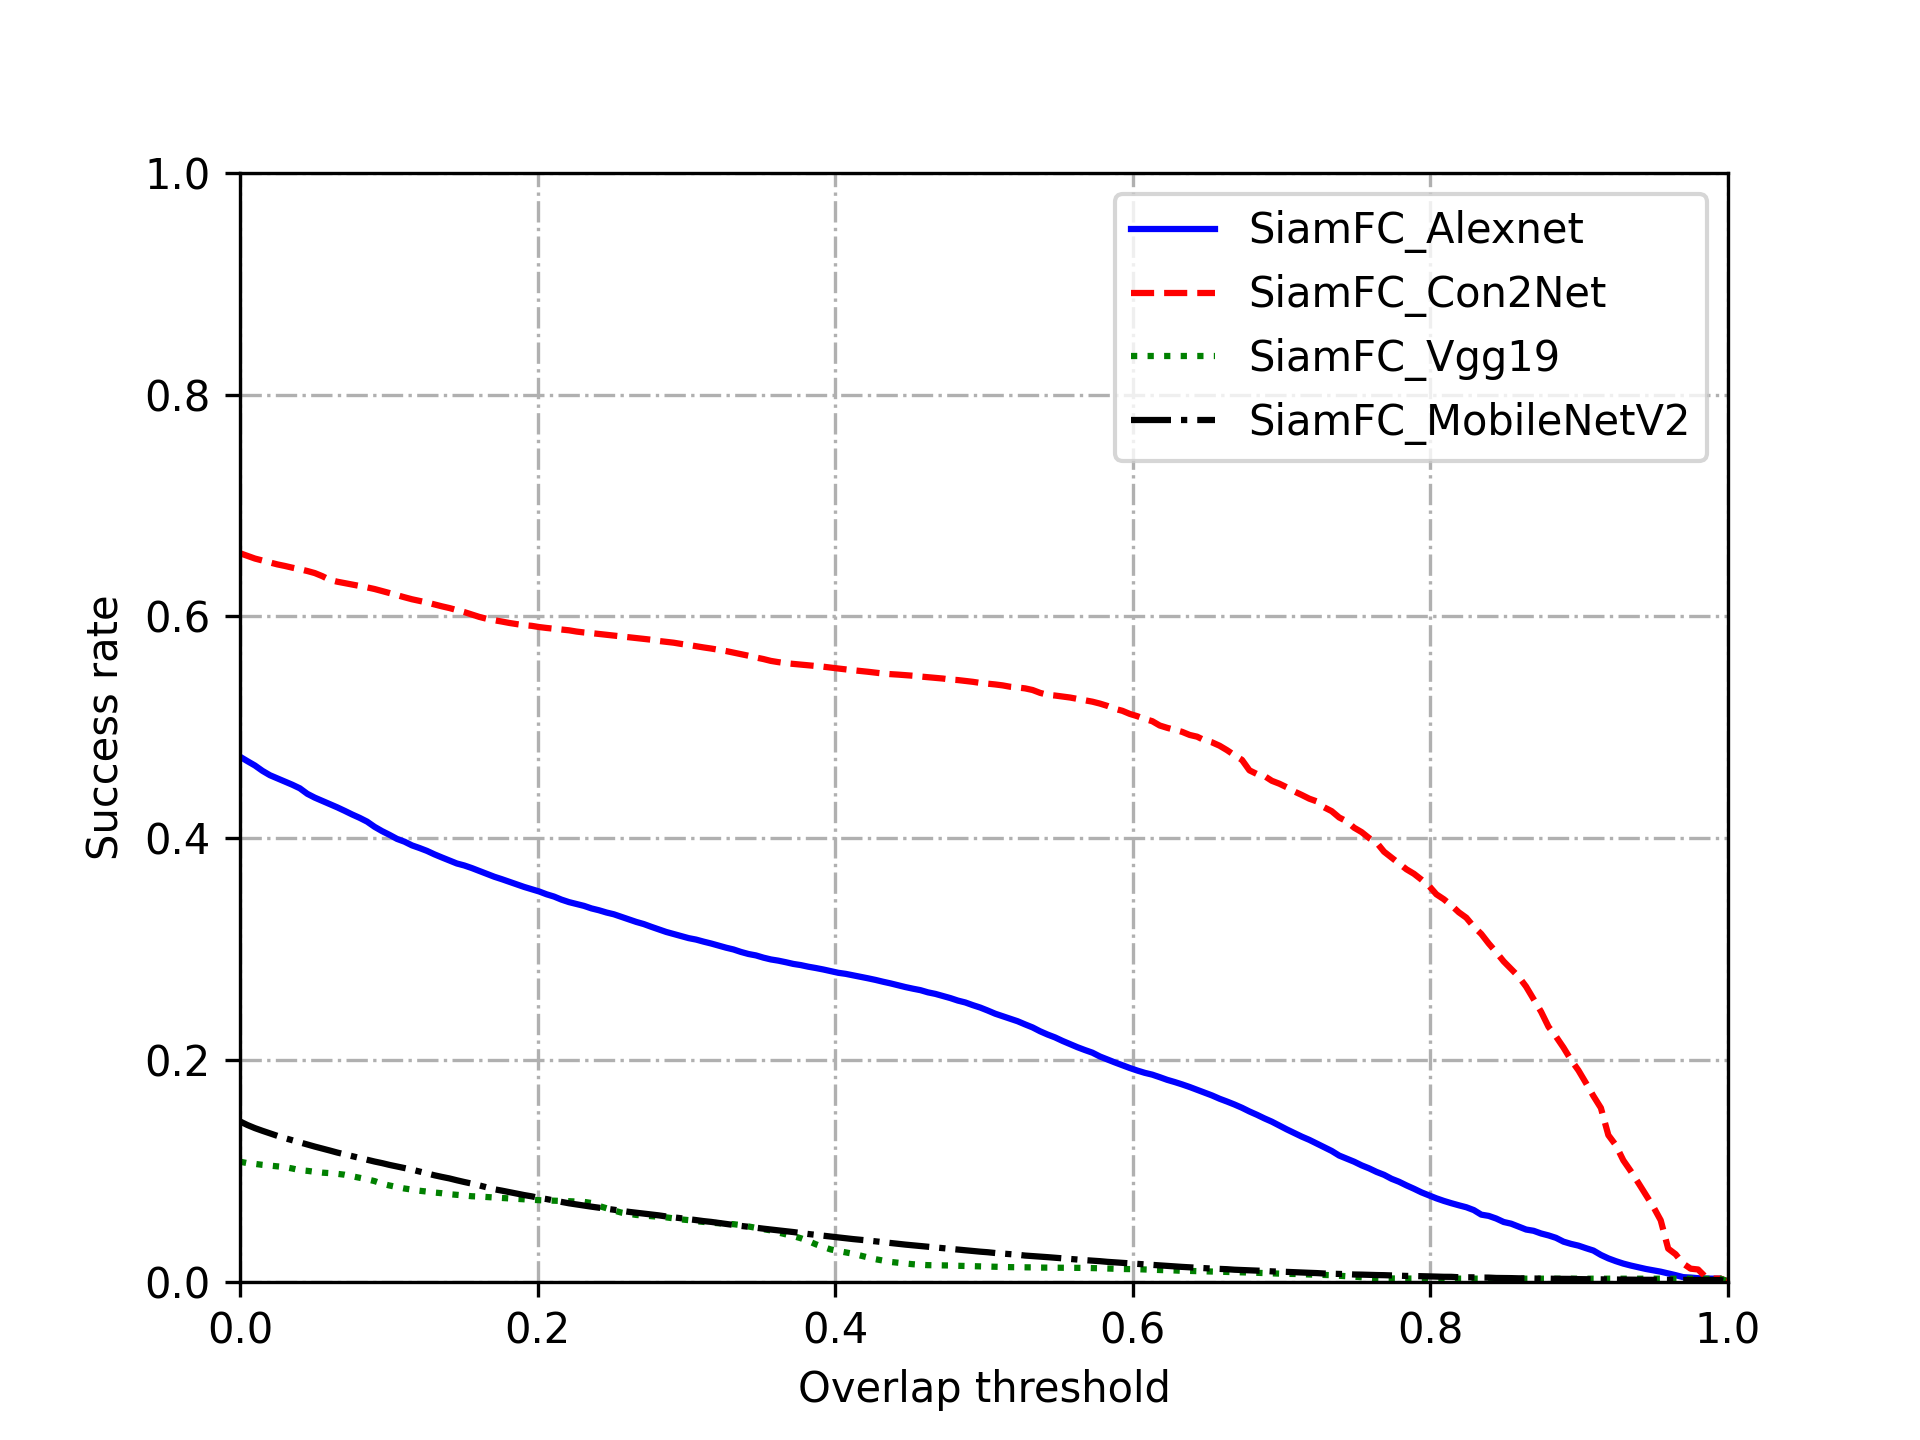 1.0
0.8
0.6
0.4
0.2
0.0
Success rate
SiamFC_Alexnet
SiamFC_Con2Net
SiamFC_Vgg19
SiamFC_MobileNetV2
0.0 0.2 0.4 0.6 0.8 1.0
Overlap threshold